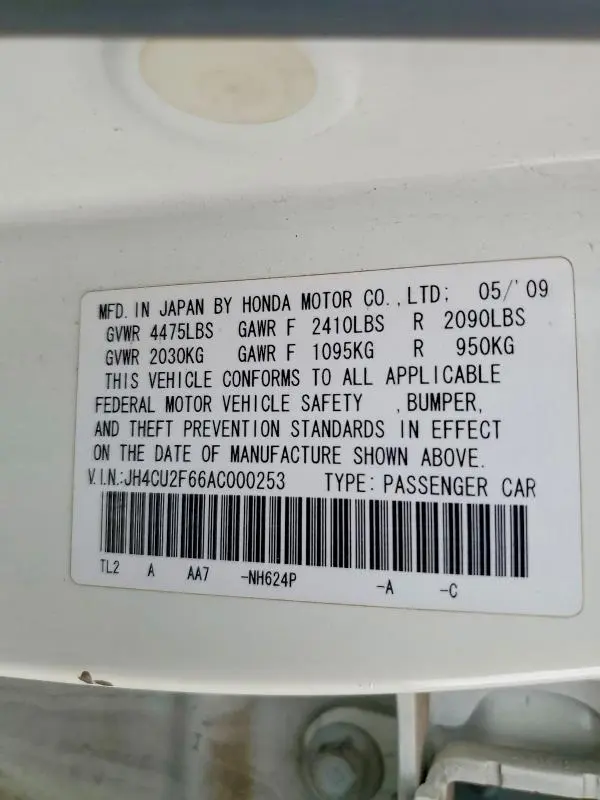 MFD. IN JAPAN BY HONDA MOTOR CO.,LTD; 05/'09
GVWR 4475LBS GAWR F 2410LBS R 2090LBS
GVWR 2030KG GAWR F 1095KG R 950KG
THIS VEHICLE CONFORMS TO ALL APPLICABLE
FEDERAL MOTOR VEHICLE SAFETY , BUMPER,
AND THEFT PREVENTION STANDARDS IN EFFECT
ON THE DATE OF MANUFACTURE SHOWN ABOVE.
V.I.N.:JH4CU2F66AC000253 TYPE: PASSENGER CAR
TL2 A AA7 -NH624P -A -C